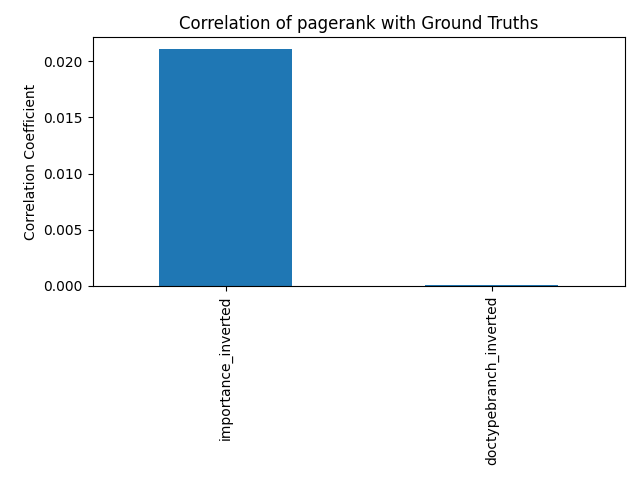 Correlation of pagerank with Ground Truths
Correlation Coefficient
0.020
0.015
0.010
0.005
0.000
importance_inverted
doctypebranch_inverted